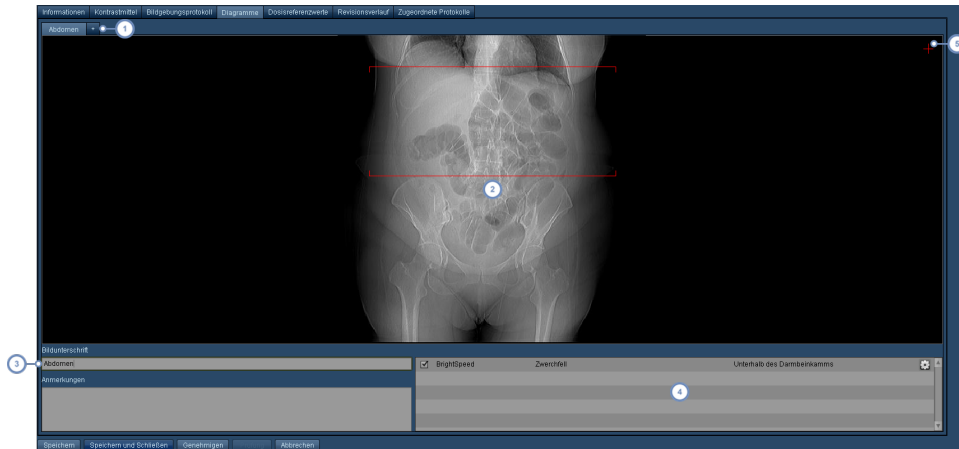 Informationen Kontrastmittel Bildgebungsprotokoll Diagramme Dosisreferenzwerte Revisionsverlauf Zugeordnete Protokolle
Abdomen
1
5
2
Bildunterschrift
3
Abdomen
BrightSpeed Zwerchfell Unterhalb des Darmbeinkamms
Anmerkungen
4
Speichern Speichern und Schließen Genehmigen Abbrechen